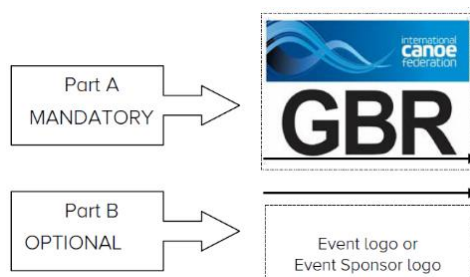 Part A
MANDATORY
international
canoe
federation
GBR
Part B
OPTIONAL
Event logo or
Event Sponsor logo